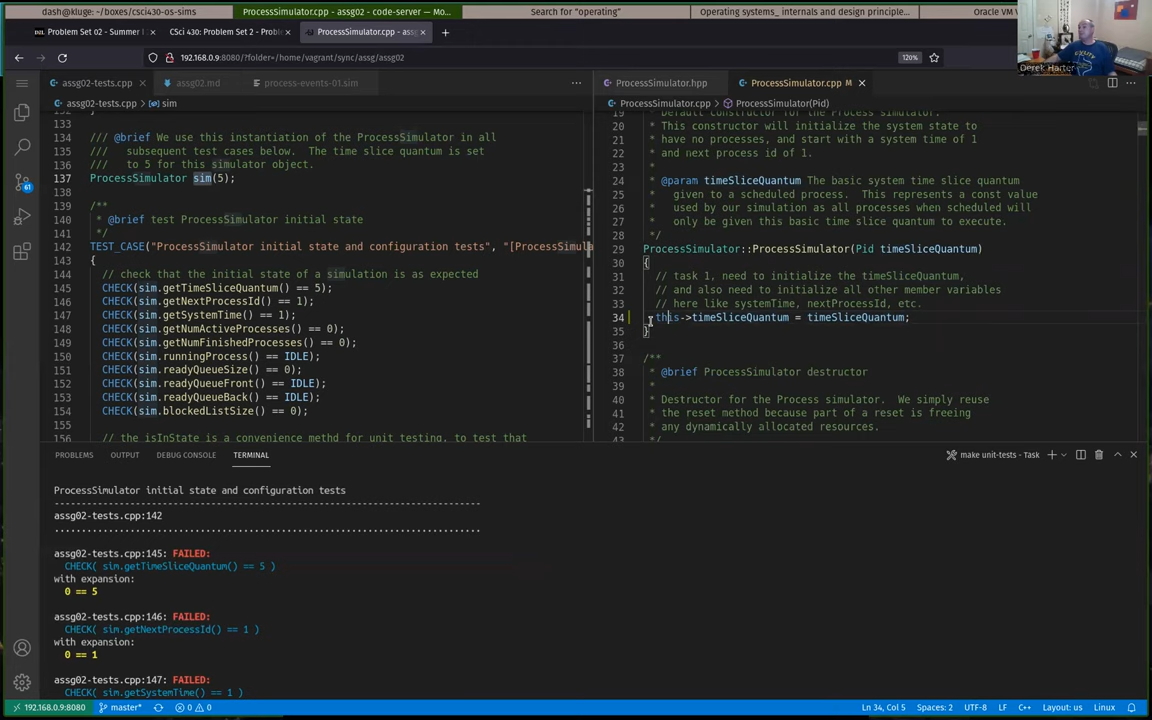 dash@kluge: ~/boxes/csci430-os-sims
ProcessSimulator.cpp - assg02 - code-server — Mo...
Search for "operating"
Operating systems_ internals and design principle...
Oracle VM V
Problem Set 02 - Summer
CSci 430: Problem Set 2 - Proble
ProcessSimulator.cpp - assg
192.168.0.9:8080/?folder=/home/vagrant/sync/assg/assg02
120%
Derek Harter
assg02-tests.cpp
assg02.md
process-events-01.sim
ProcessSimulator.hpp
ProcessSimulator.cpp M
assg02-tests.cpp > sim
ProcessSimulator.cpp > ProcessSimulator(Pid)
133
134 /// @brief We use this instantiation of the ProcessSimulator in all
135 /// subsequent test cases below. The time slice quantum is set
136 /// to 5 for this simulator object.
137 ProcessSimulator sim(5);
138
139 /**
140 * @brief test ProcessSimulator initial state
141 */
142 TEST_CASE("ProcessSimulator initial state and configuration tests", "[ProcessSimula
143 {
144 // check that the initial state of a simulation is as expected
145 CHECK(sim.getTimeSliceQuantum() == 5);
146 CHECK(sim.getNextProcessId() == 1);
147 CHECK(sim.getSystemTime() == 1);
148 CHECK(sim.getNumActiveProcesses() == 0);
149 CHECK(sim.getNumFinishedProcesses() == 0);
150 CHECK(sim.runningProcess() == IDLE);
151 CHECK(sim.readyQueueSize() == 0);
152 CHECK(sim.readyQueueFront() == IDLE);
153 CHECK(sim.readyQueueBack() == IDLE);
154 CHECK(sim.blockedListSize() == 0);
155
156 // the isInState is a convenience methd for unit testing, to test that
19 * Default constructor for the Process simulator.
20 * This constructor will initialize the system state to
21 * have no processes, and start with a system time of 1
22 * and next process id of 1.
23 *
24 * @param timeSliceQuantum The basic system time slice quantum
25 * given to a scheduled process. This represents a const value
26 * used by our simulation as all processes when scheduled will
27 * only be given this basic time slice quantum to execute.
28 */
29 ProcessSimulator::ProcessSimulator(Pid timeSliceQuantum)
30 {
31 // task 1, need to initialize the timeSliceQuantum,
32 // and also need to initialize all other member variables
33 // here like systemTime, nextProcessId, etc.
34 this->timeSliceQuantum = timeSliceQuantum;
35 }
36
37 /**
38 * @brief ProcessSimulator destructor
39 *
40 * Destructor for the Process simulator. We simply reuse
41 * the reset method because part of a reset is freeing
42 * any dynamically allocated resources.
43 */
61
PROBLEMS
OUTPUT
DEBUG CONSOLE
TERMINAL
make unit-tests - Task
ProcessSimulator initial state and configuration tests
-------------------------------------------------------------------------------
assg02-tests.cpp:142
...............................................................................
assg02-tests.cpp:145: FAILED:
CHECK( sim.getTimeSliceQuantum() == 5 )
with expansion:
0 == 5
assg02-tests.cpp:146: FAILED:
CHECK( sim.getNextProcessId() == 1 )
with expansion:
0 == 1
assg02-tests.cpp:147: FAILED:
CHECK( sim.getSystemTime() == 1 )
192.168.0.9:8080
master*
0 0
Ln 34, Col 5
Spaces: 2
UTF-8
LF
C++
Layout: us
Linux